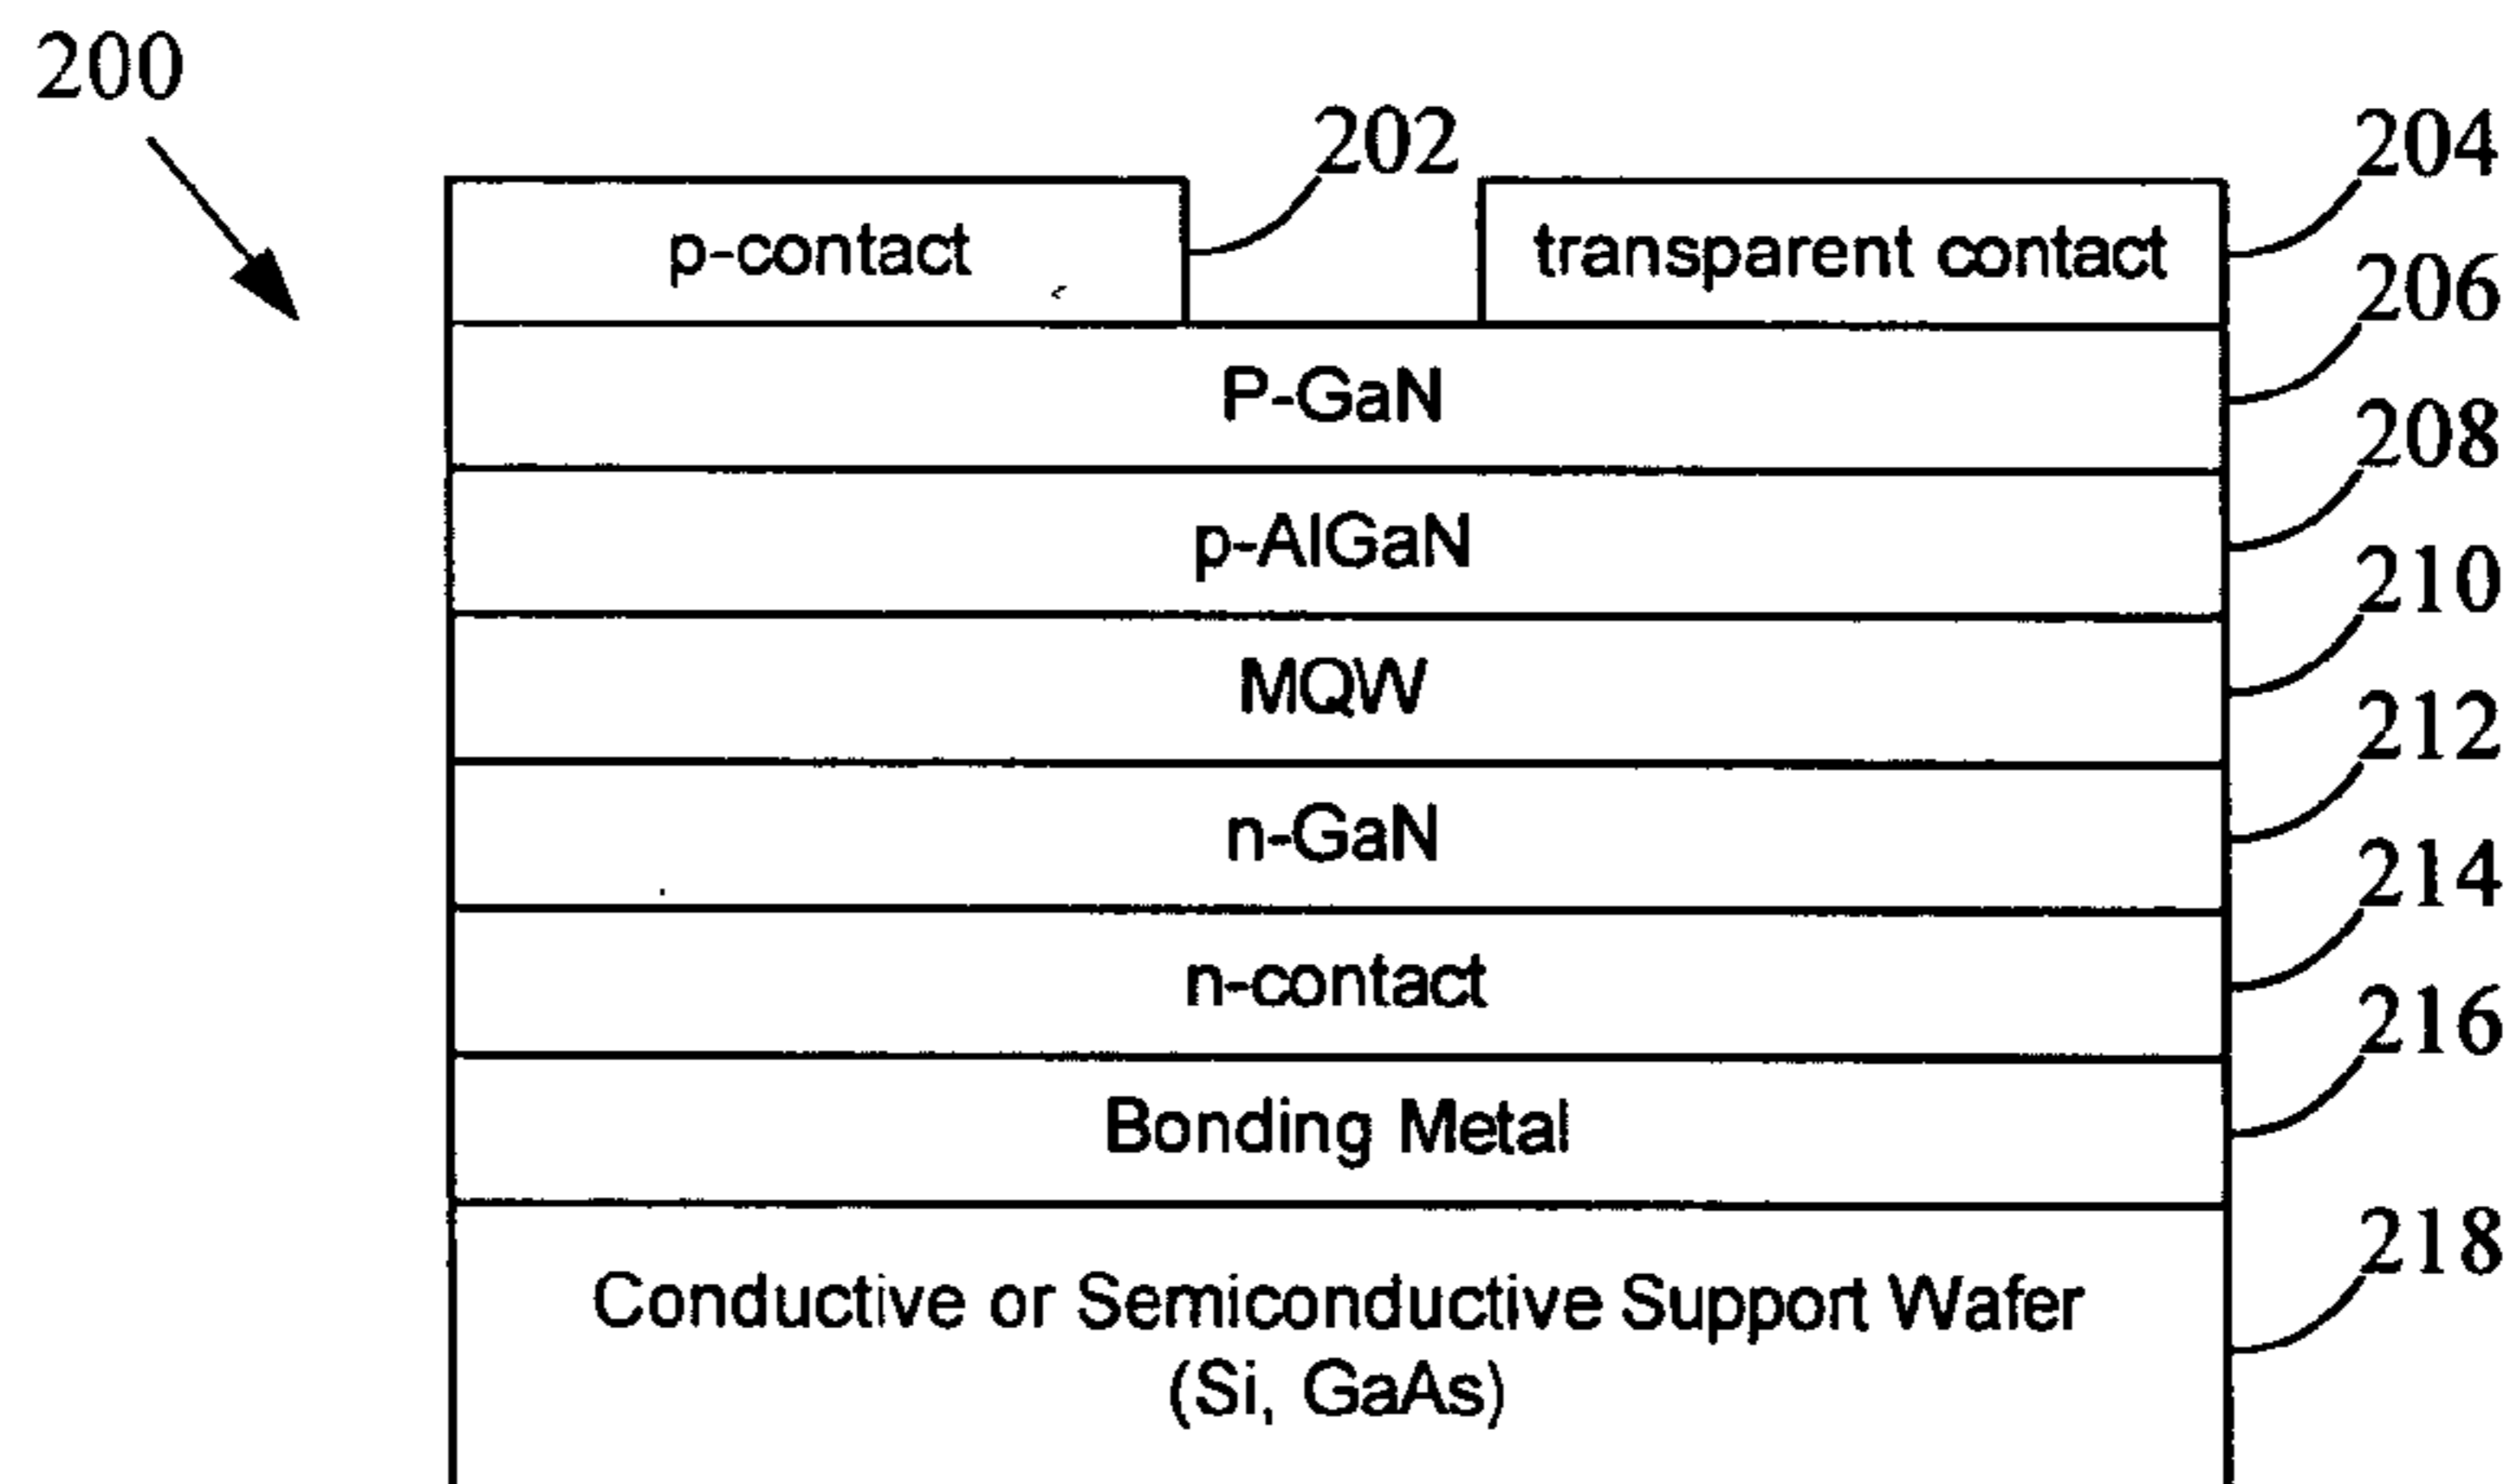 200
202
204
p-contact
transparent contact
206
P-GaN
208
p-AlGaN
210
MQW
212
n-GaN
214
n-contact
216
Bonding Metal
218
Conductive or Semiconductive Support Wafer
(Si, GaAs)